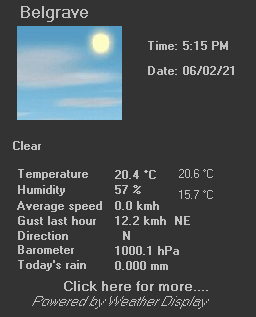 Belgrave
Time: 5:15 PM
Date: 06/02/21
Clear
Temperature 20.4 °C 20.6 °C
Humidity 57 % 15.7 °C
Average speed 0.0 kmh
Gust last hour 12.2 kmh NE
Direction N
Barometer 1000.1 hPa
Today's rain 0.000 mm
Click here for more....
Powered by Weather Display